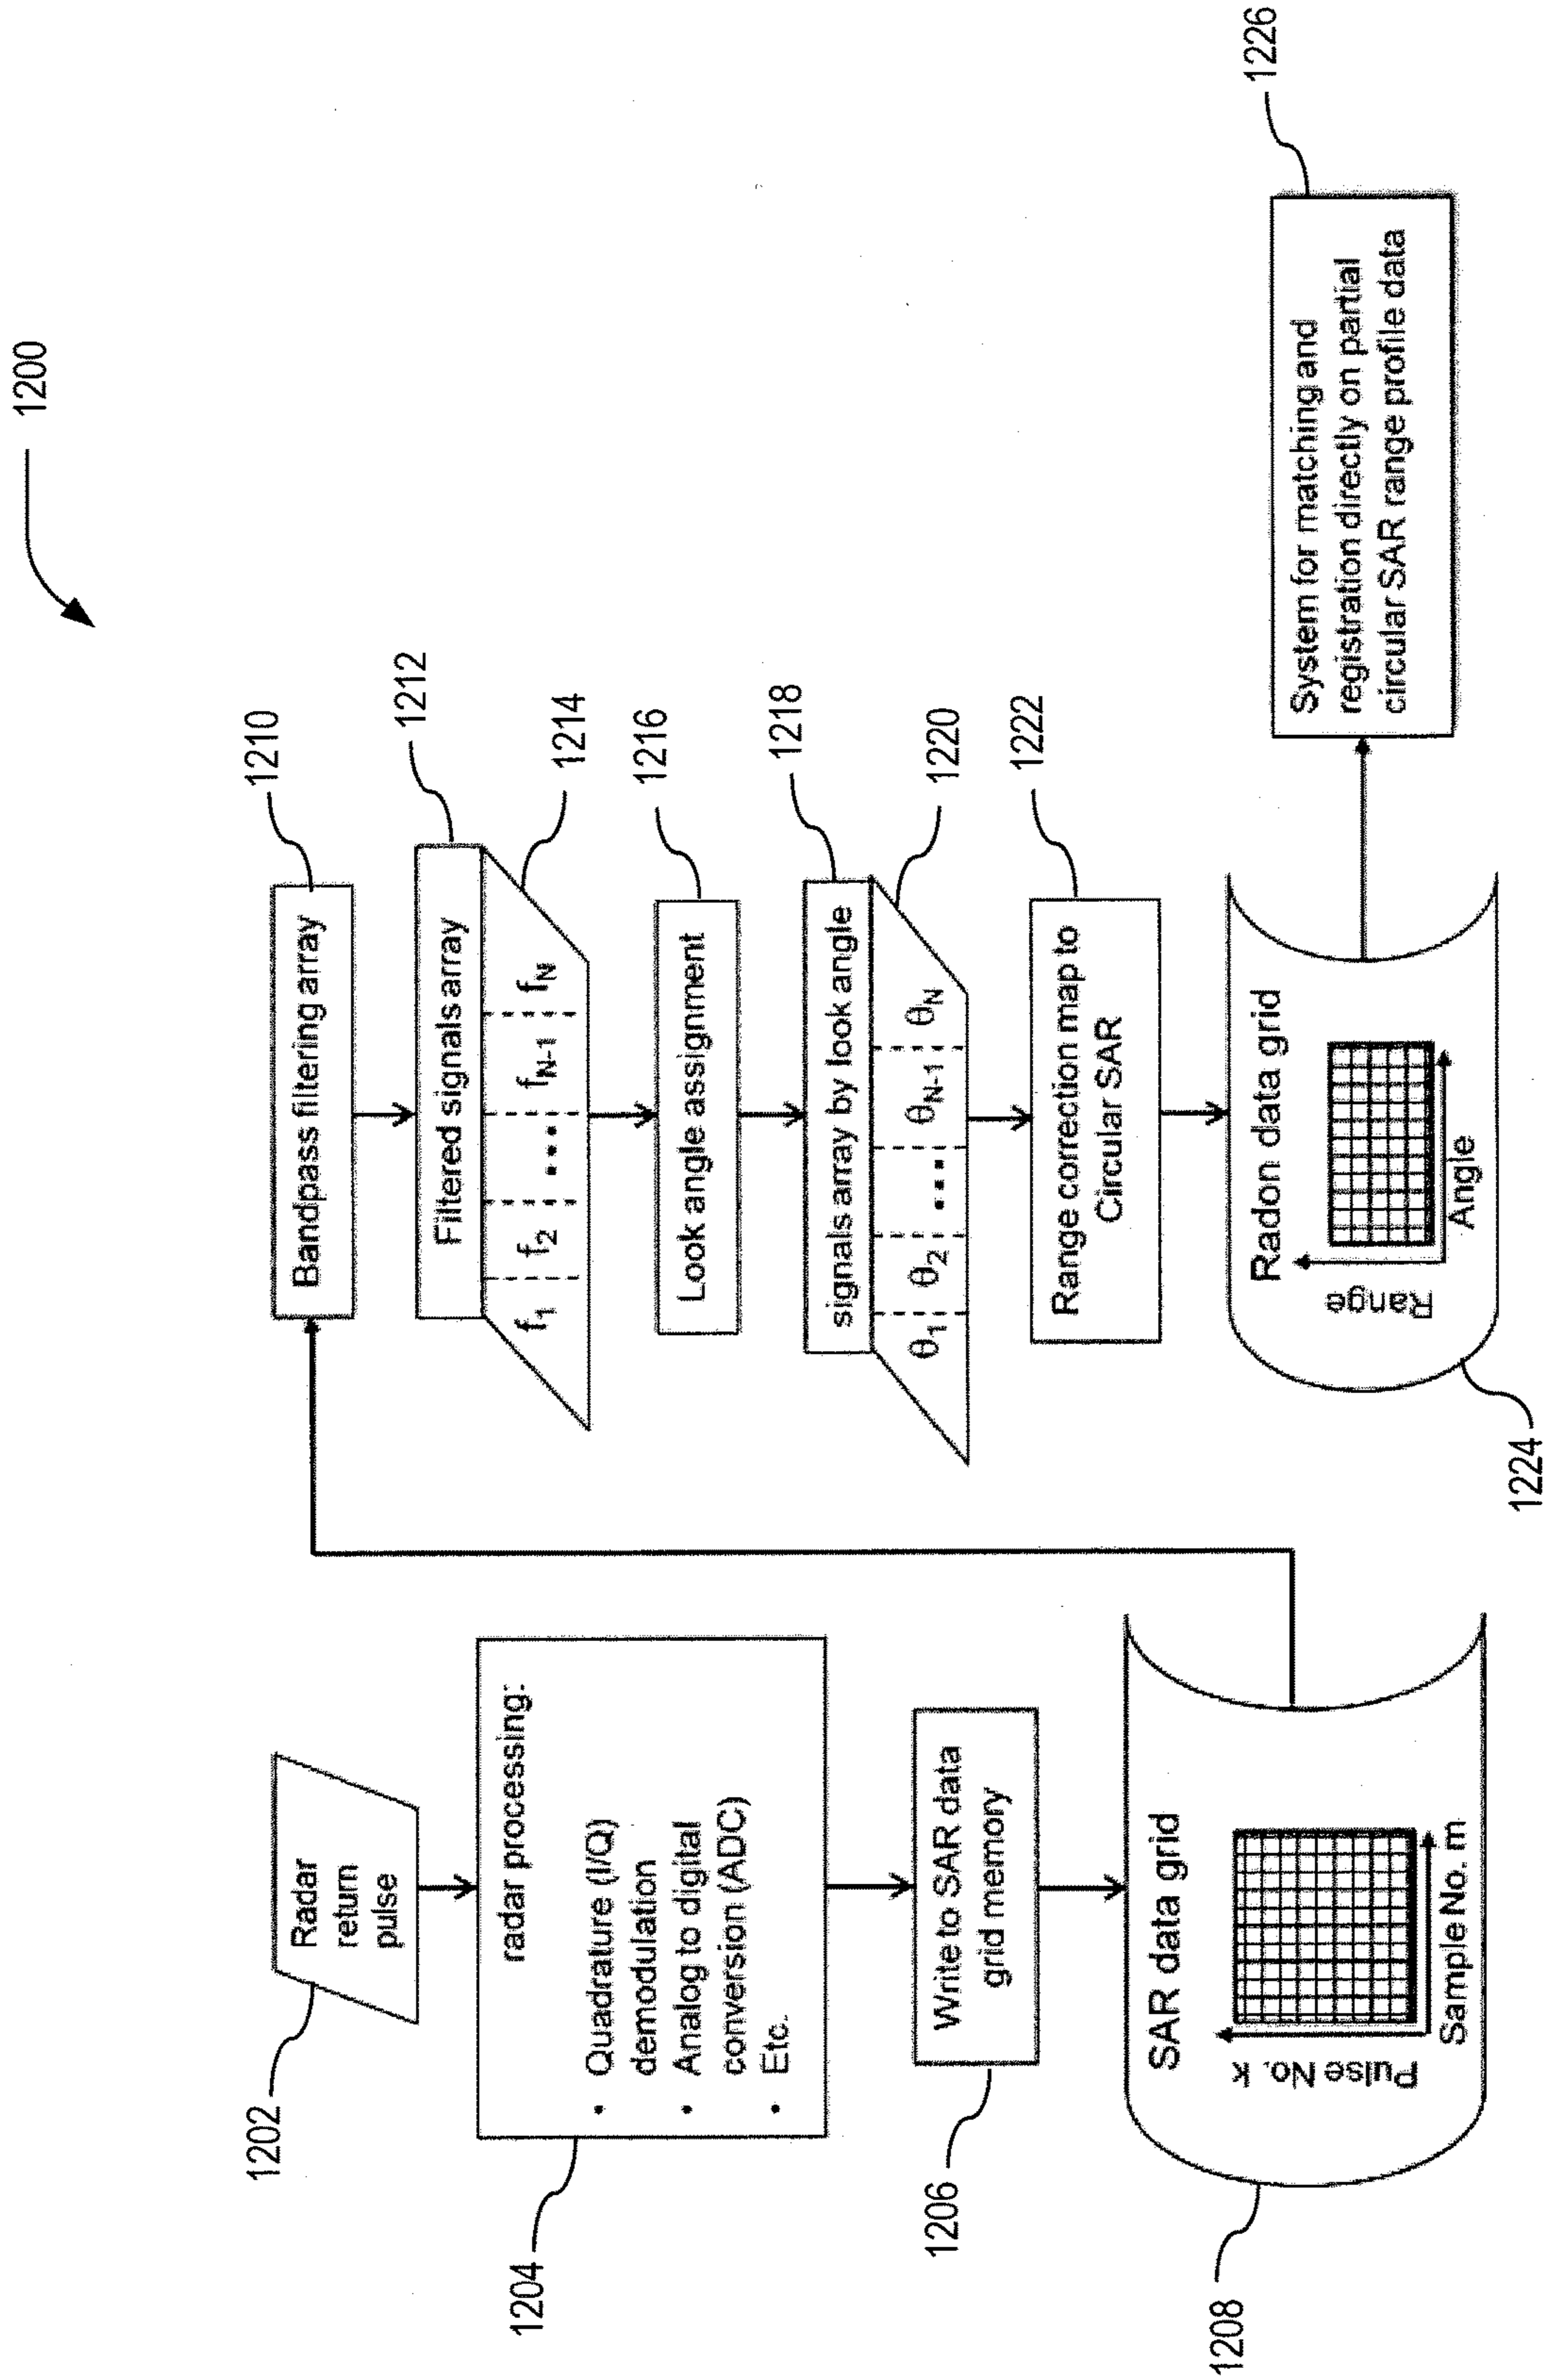 1200
1202
Radar
return
pulse
1204
radar processing:
• Quadrature (I/Q)
demodulation
• Analog to digital
conversion (ADC)
• Etc.
1206
Write to SAR data
grid memory
1208
SAR data grid
Pulse No. k
Sample No. m
1210
Bandpass filtering array
1212
Filtered signals array
1214
f1 f2 ••• fN-1 fN
1216
Look angle assignment
1218
signals array by look angle
1220
θ1 θ2 ••• θN-1 θN
1222
Range correction map to
Circular SAR
1224
Radon data grid
Range
Angle
1226
System for matching and
registration directly on partial
circular SAR range profile data